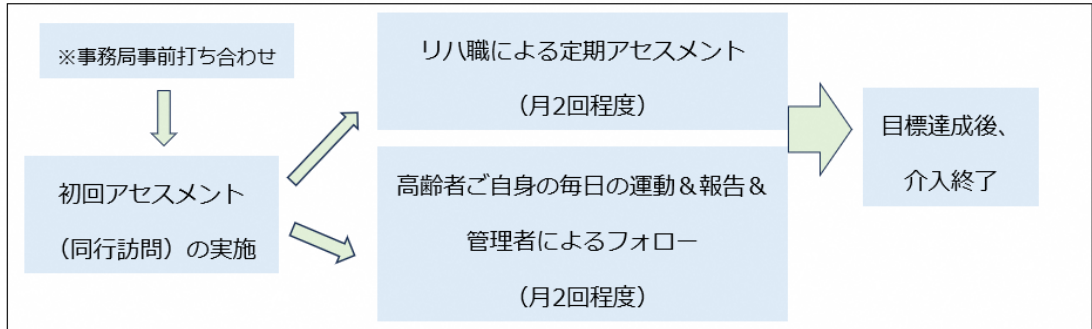 ※事務局事前打ち合わせ
初回アセスメント
（同行訪問）の実施
リハ職による定期アセスメント
（月2回程度）
高齢者ご自身の毎日の運動＆報告＆
管理者によるフォロー
（月2回程度）
目標達成後、
介入終了